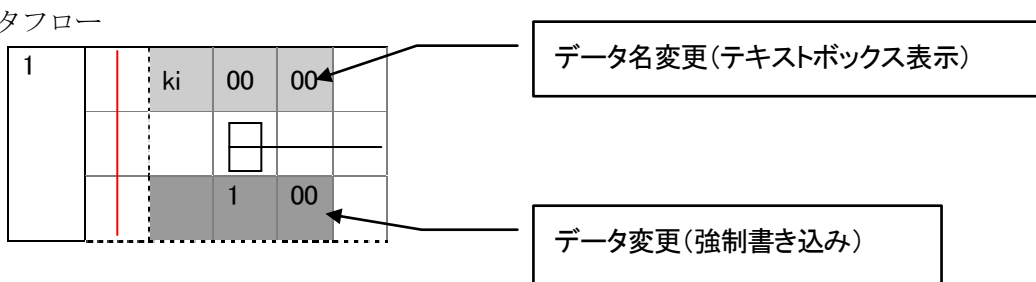 タフロー
1
ki 00 00
1 00
データ名変更(テキストボックス表示)
データ変更(強制書き込み)